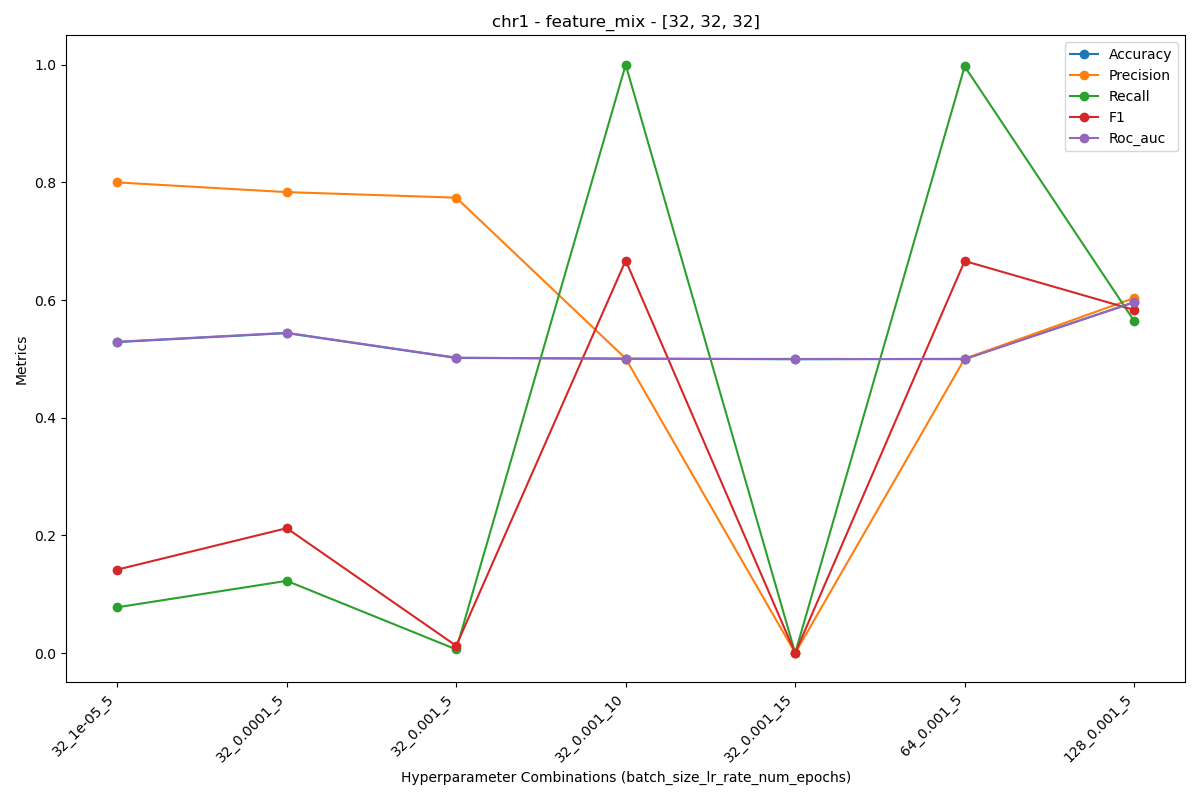 chr1 - feature_mix - [32, 32, 32]
Accuracy
Precision
Recall
F1
Roc_auc
Metrics
1.0
0.8
0.6
0.4
0.2
0.0
32_1e-05_5
32_0.0001_5
32_0.001_5
32_0.001_10
32_0.001_15
64_0.001_5
128_0.001_5
Hyperparameter Combinations (batch_size_lr_rate_num_epochs)